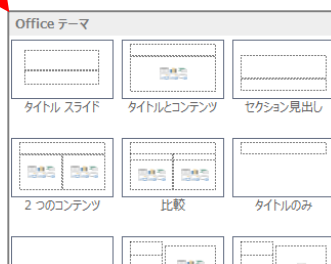 Office テーマ
タイトル スライド
タイトルとコンテンツ
セクション見出し
2 つのコンテンツ
比較
タイトルのみ